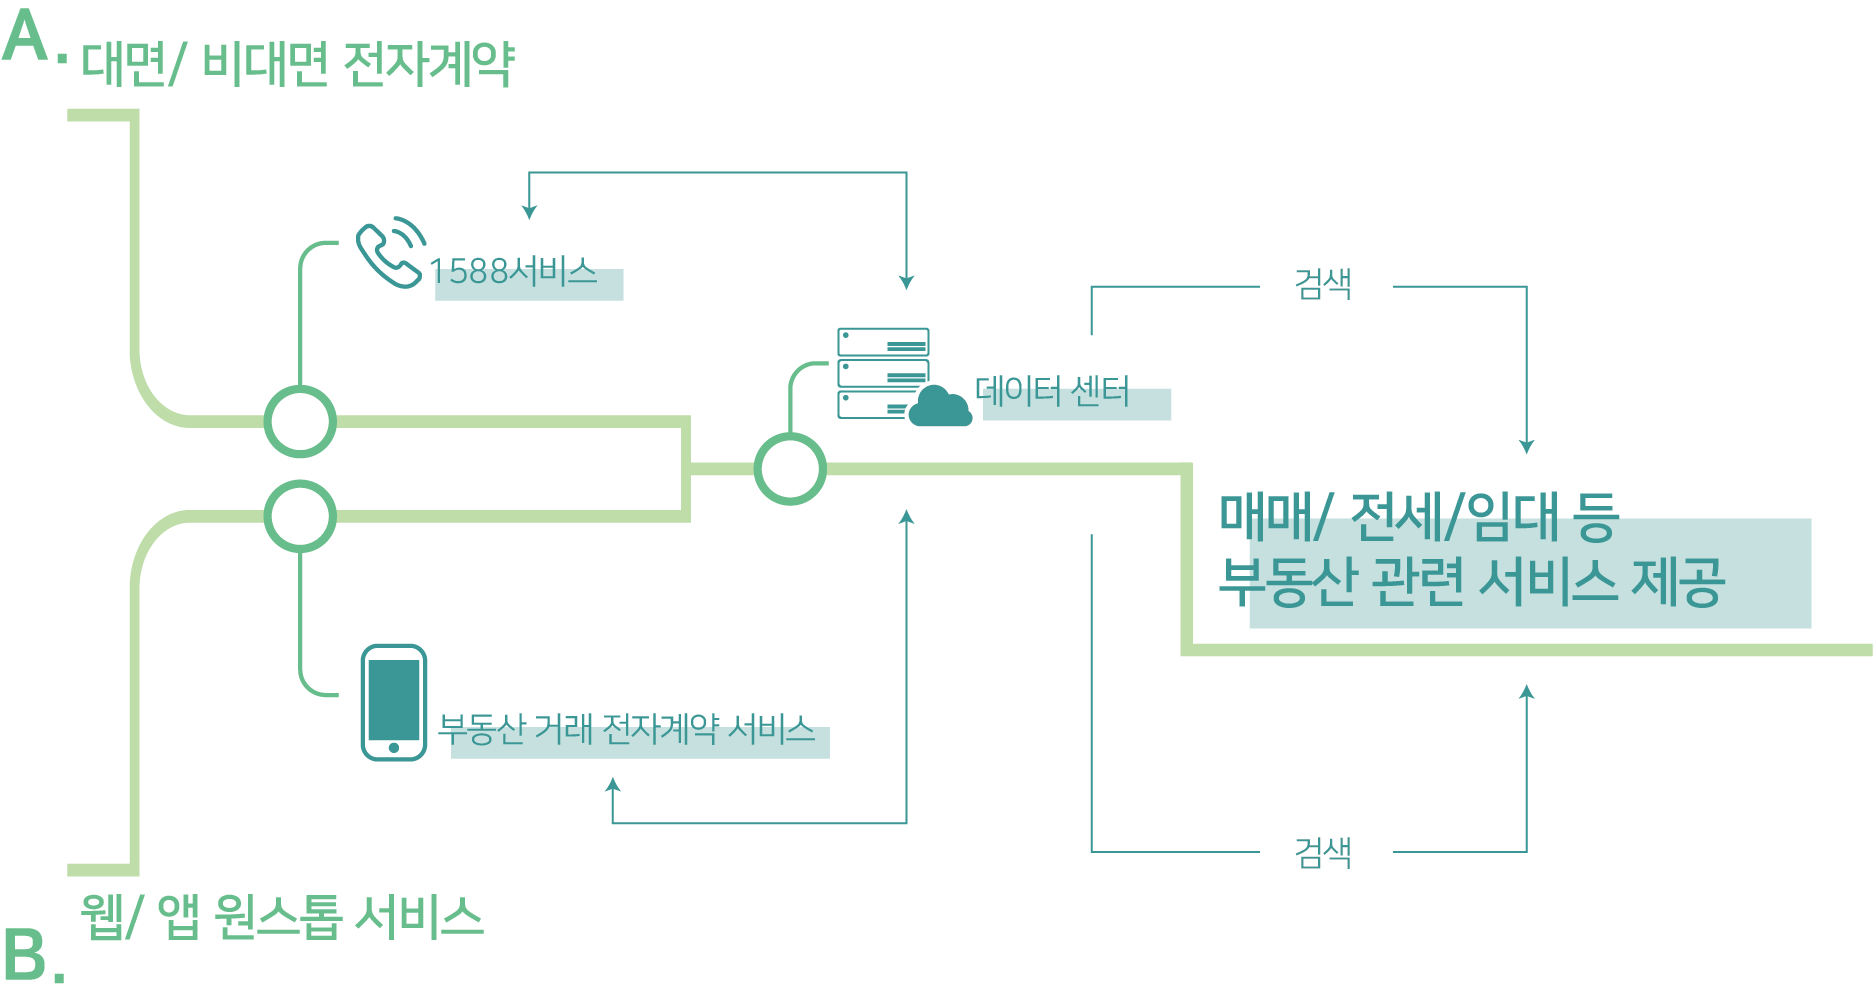 A. 대면/ 비대면 전자계약
1588서비스
검색
데이터 센터
매매/ 전세/임대 등
부동산 관련 서비스 제공
부동산 거래 전자계약 서비스
검색
B. 웹/ 앱 원스톱 서비스